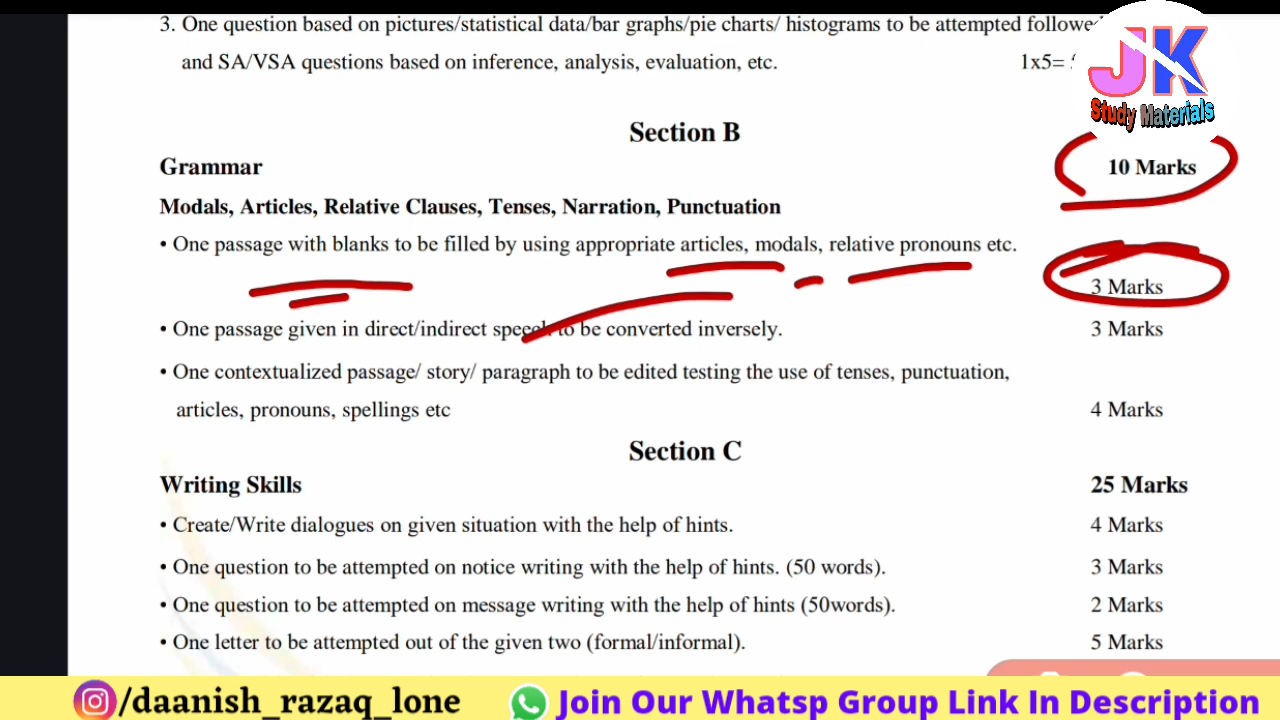 3. One question based on pictures/statistical data/bar graphs/pie charts/ histograms to be attempted followed
and SA/VSA questions based on inference, analysis, evaluation, etc. 1x5=
JK
Study Materials
Section B
Grammar 10 Marks
Modals, Articles, Relative Clauses, Tenses, Narration, Punctuation
• One passage with blanks to be filled by using appropriate articles, modals, relative pronouns etc.
3 Marks
• One passage given in direct/indirect speech to be converted inversely. 3 Marks
• One contextualized passage/ story/ paragraph to be edited testing the use of tenses, punctuation,
articles, pronouns, spellings etc 4 Marks
Section C
Writing Skills 25 Marks
• Create/Write dialogues on given situation with the help of hints. 4 Marks
• One question to be attempted on notice writing with the help of hints. (50 words). 3 Marks
• One question to be attempted on message writing with the help of hints (50words). 2 Marks
• One letter to be attempted out of the given two (formal/informal). 5 Marks
/daanish_razaq_lone Join Our Whatsp Group Link In Description